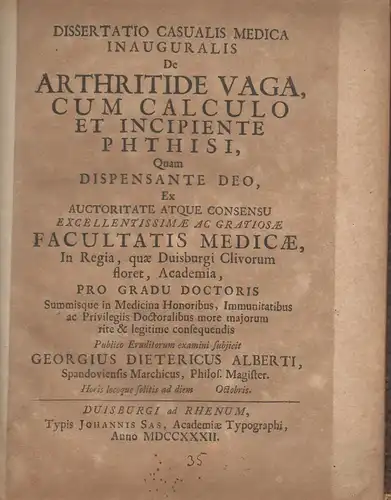 DISSERTATIO CASUALIS MEDICA
INAUGURALIS
De
ARTHRITIDE VAGA,
CUM CALCULO
ET INCIPIENTE
PHTHISI,
Quam
DISPENSANTE DEO,
Ex
AUCTORITATE ATQUE CONSENSU
EXCELLENTISSIMÆ AC GRATIOSÆ
FACULTATIS MEDICÆ,
In Regia, quæ Duisburgi Clivorum
floret, Academia,
PRO GRADU DOCTORIS
Summisque in Medicina Honoribus, Immunitatibus
ac Privilegiis Doctoralibus more majorum
rite & legitime consequendis
Publico Eruditorum examini subjicit
GEORGIUS DIETERICUS ALBERTI,
Spandoviensis Marchicus, Philos. Magister.
Horis locoque solitis ad diem Octobris.
DUISBURGI ad RHENUM,
Typis JOHANNIS SAS, Academiæ Typographi,
Anno MDCCXXXII.
35